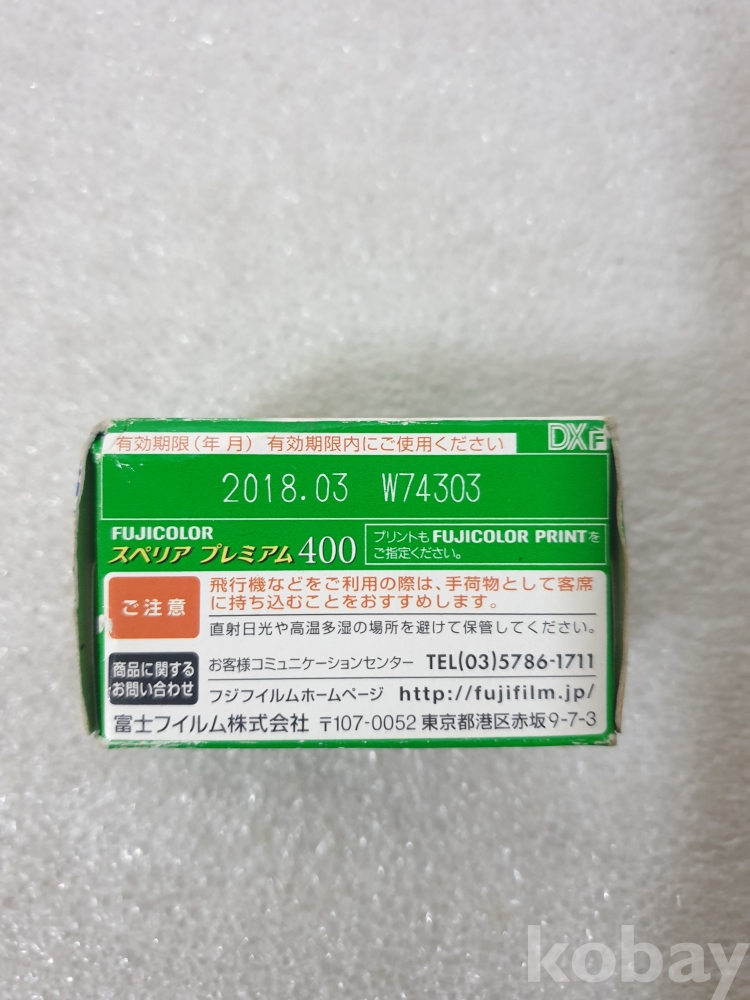 有効期限(年月) 有効期限内にご使用ください
DXF
2018.03 W74303
FUJICOLOR
スペリア プレミアム 400
プリントも FUJICOLOR PRINT を
ご指定ください。
ご注意
飛行機などをご利用の際は、手荷物として客席
に持ち込むことをおすすめします。
直射日光や高温多湿の場所を避けて保管してください。
商品に関する
お問い合わせ
お客様コミュニケーションセンター TEL(03)5786-1711
フジフイルムホームページ http://fujifilm.jp/
富士フイルム株式会社 〒107-0052 東京都港区赤坂9-7-3
kobay